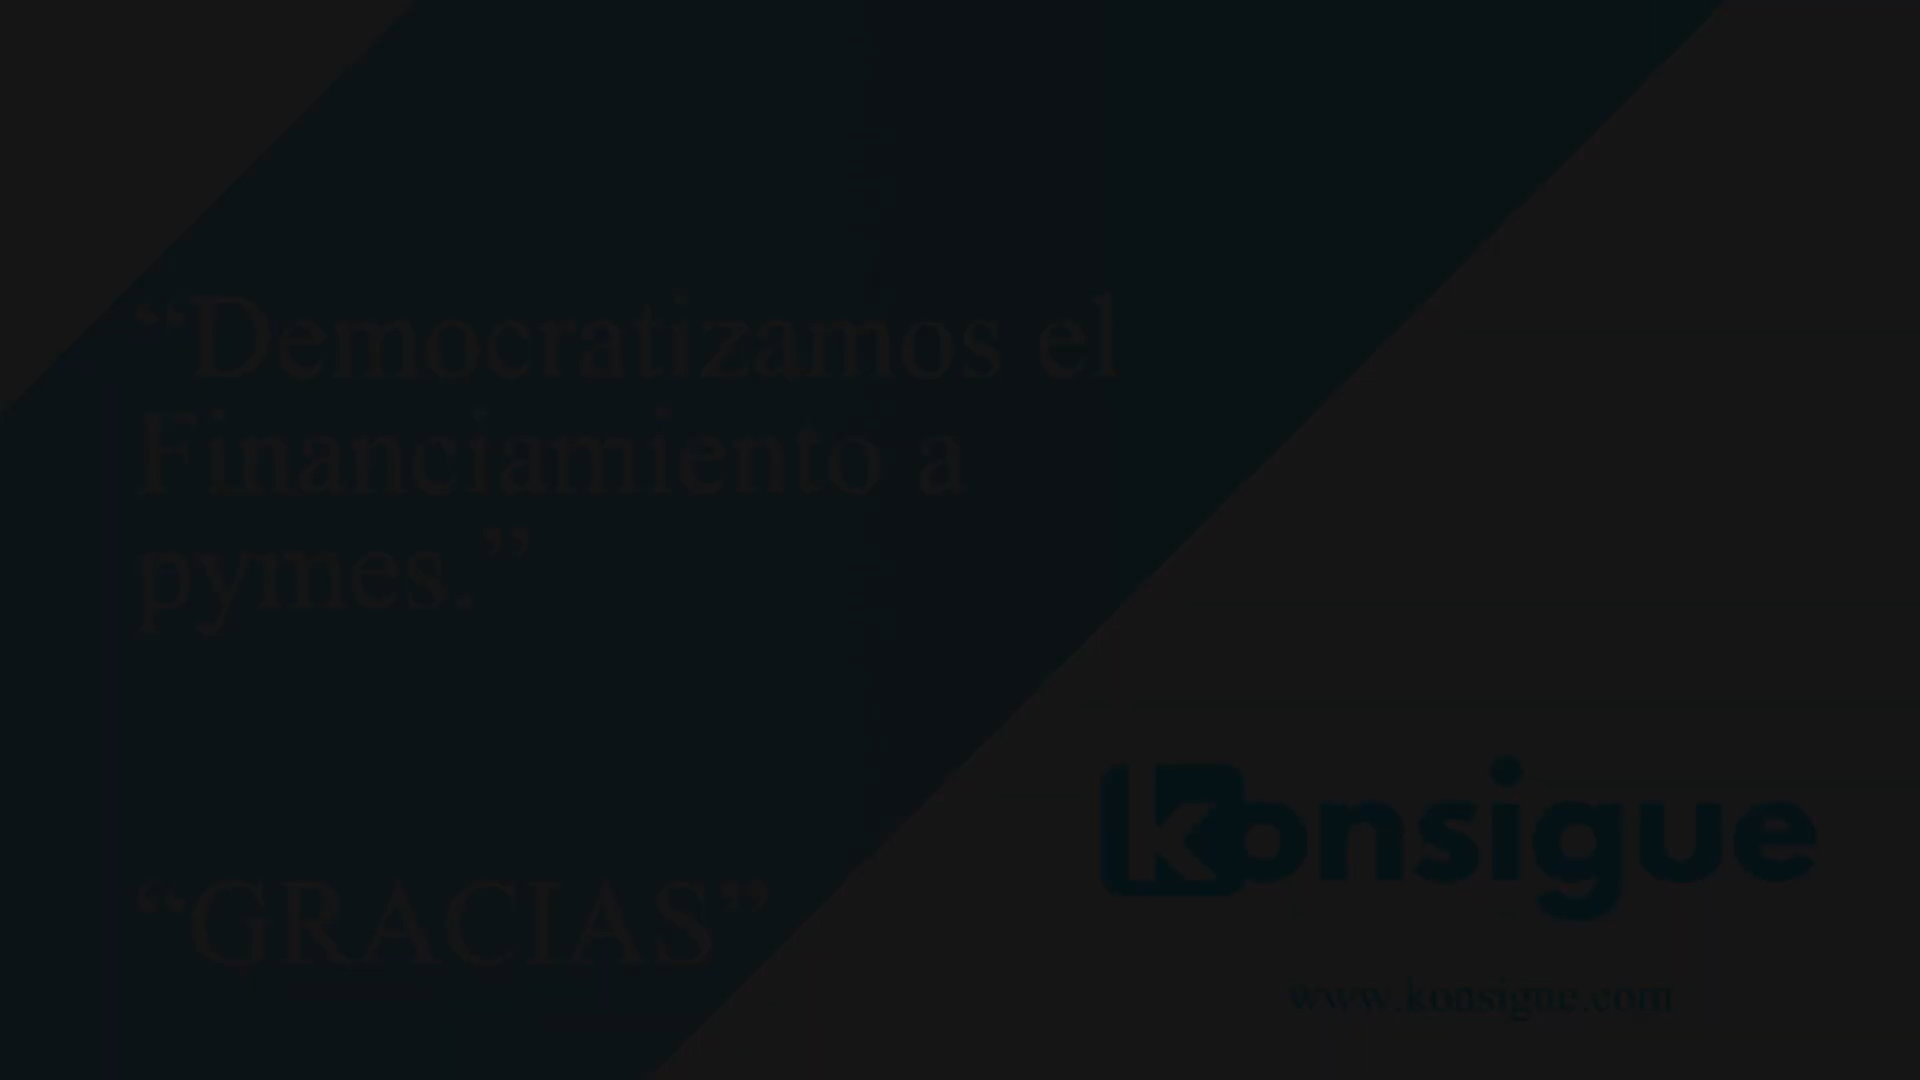 “Democratizamos el
Financiamiento a
pymes.”
“GRACIAS”
konsigue
www.konsigue.com